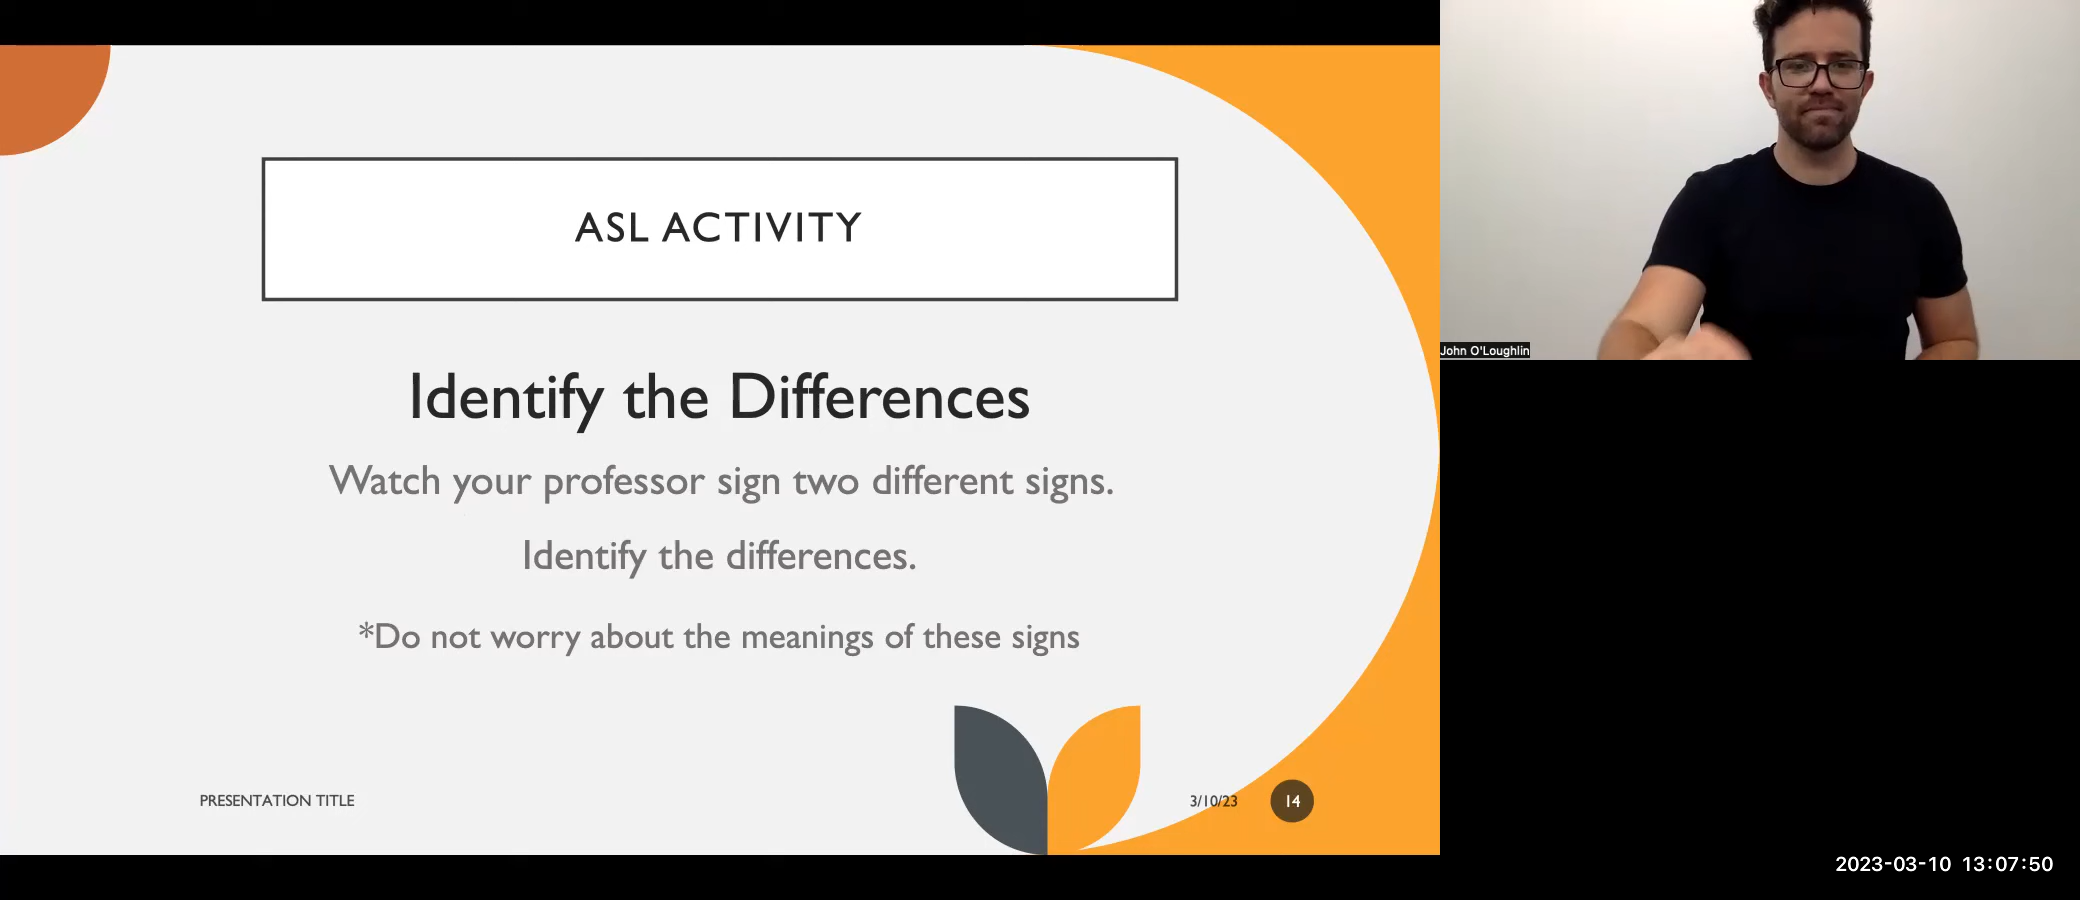 ASL ACTIVITY
Identify the Differences
Watch your professor sign two different signs.
Identify the differences.
*Do not worry about the meanings of these signs
PRESENTATION TITLE
3/10/23
14
John O'Loughlin
2023-03-10 13:07:50